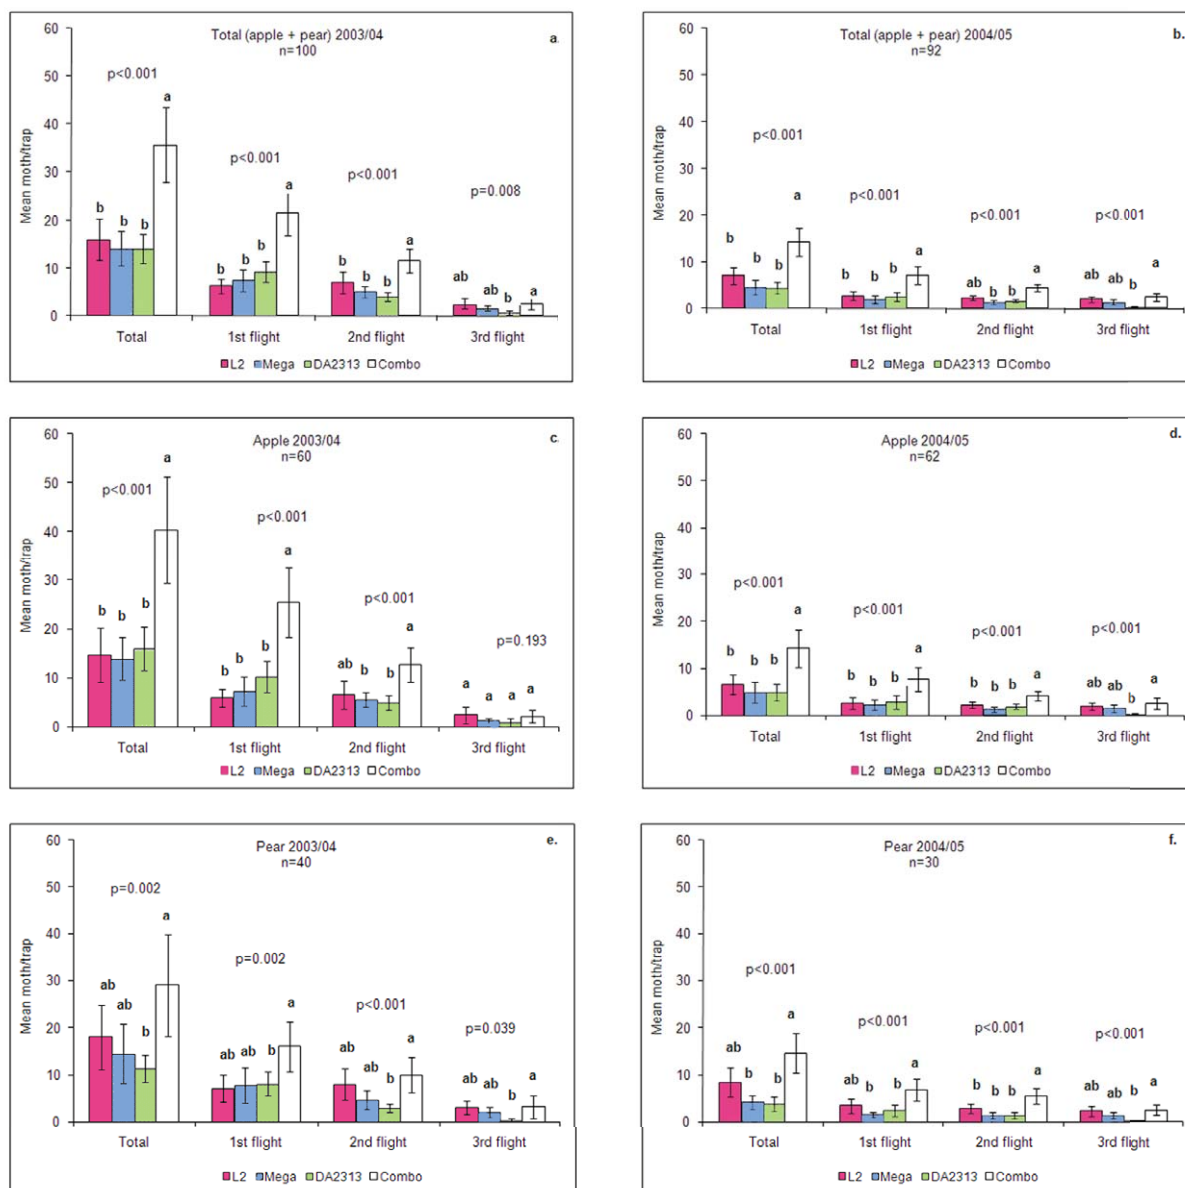 Total (apple + pear) 2003/04
n=100
a.
60
50
40
30
20
10
0
Mean moth/trap
p<0.001
p<0.001
p<0.001
p=0.008
b b b a
b b b a
b b b a
ab ab b a
Total 1st flight 2nd flight 3rd flight
L2 Mega DA2313 Combo
Total (apple + pear) 2004/05
n=92
b.
60
50
40
30
20
10
0
Mean moth/trap
p<0.001
p<0.001
p<0.001
p<0.001
b b b a
b b b a
ab b b a
ab ab b a
Total 1st flight 2nd flight 3rd flight
L2 Mega DA2313 Combo
Apple 2003/04
n=60
c.
60
50
40
30
20
10
0
Mean moth/trap
p<0.001
p<0.001
p<0.001
p=0.193
b b b a
b b b a
ab b b a
a a a a
Total 1st flight 2nd flight 3rd flight
L2 Mega DA2313 Combo
Apple 2004/05
n=62
d.
60
50
40
30
20
10
0
Mean moth/trap
p<0.001
p<0.001
p<0.001
p<0.001
b b b a
b b b a
b b b a
ab ab b a
Total 1st flight 2nd flight 3rd flight
L2 Mega DA2313 Combo
Pear 2003/04
n=40
e.
60
50
40
30
20
10
0
Mean moth/trap
p=0.002
p=0.002
p<0.001
p=0.039
ab ab b a
ab ab b a
ab ab b a
ab ab b a
Total 1st flight 2nd flight 3rd flight
L2 Mega DA2313 Combo
Pear 2004/05
n=30
f.
60
50
40
30
20
10
0
Mean moth/trap
p<0.001
p<0.001
p<0.001
p<0.001
ab b b a
ab b b a
ab b b a
ab ab b a
Total 1st flight 2nd flight 3rd flight
L2 Mega DA2313 Combo